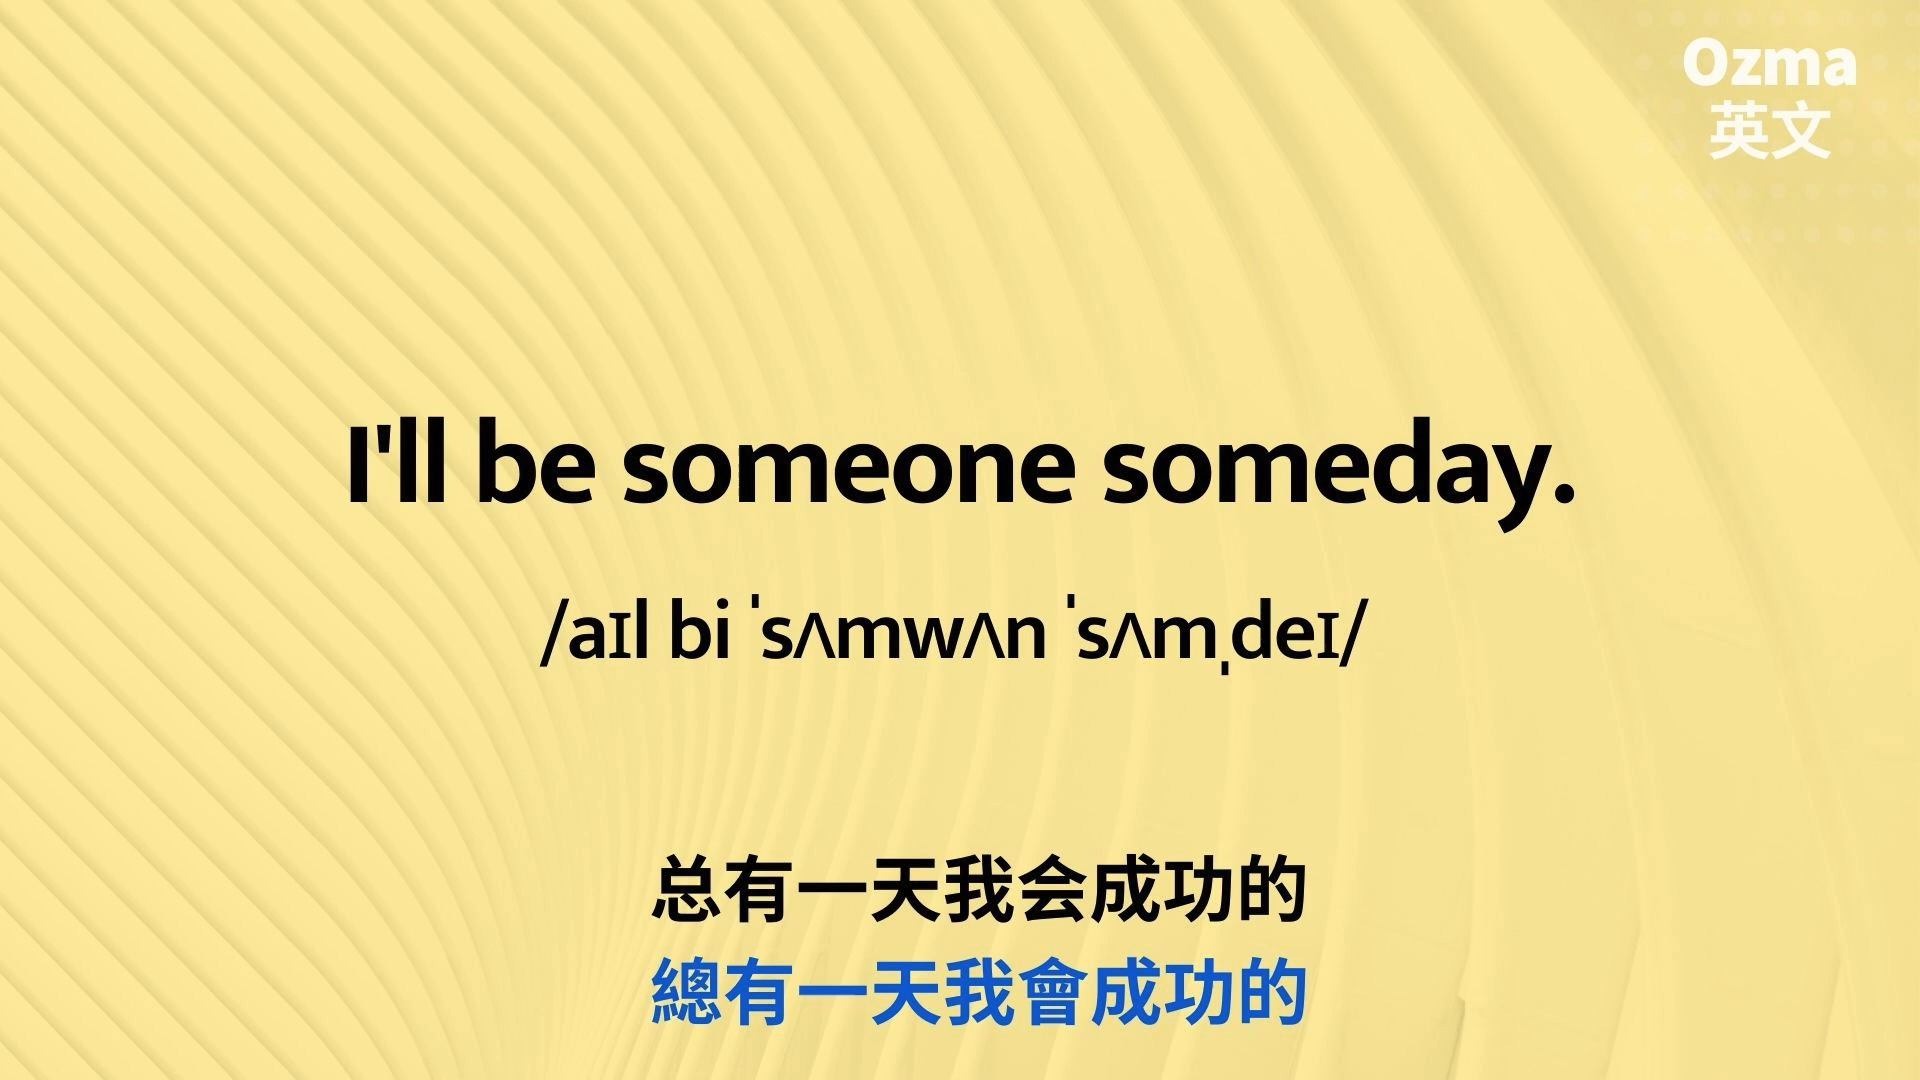 Ozma
英文
I'll be someone someday.
/aɪl bi ˈsʌmwʌn ˈsʌmˌdeɪ/
总有一天我会成功的
總有一天我會成功的